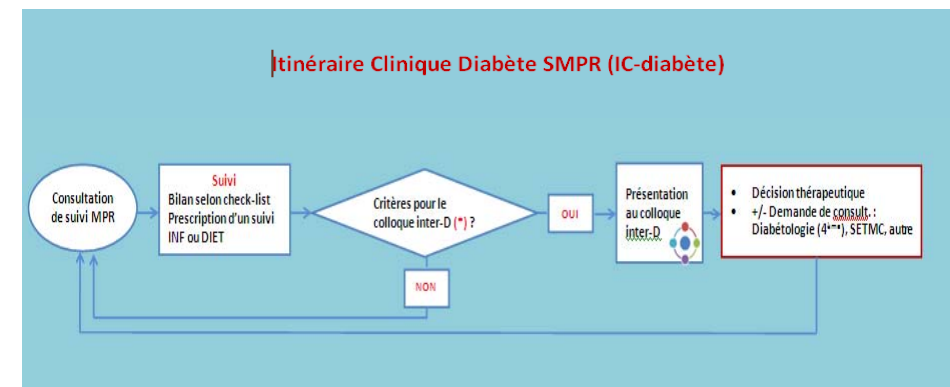 Itinéraire Clinique Diabète SMPR (IC-diabète)
Consultation
de suivi MPR
Suivi
Bilan selon check-list
Prescription d'un suivi
INF ou DIET
Critères pour le
colloque inter-D (*) ?
OUI
NON
Présentation
au colloque
inter-D
• Décision thérapeutique
• +/- Demande de consult. :
Diabétologie (4ème), SETMC, autre